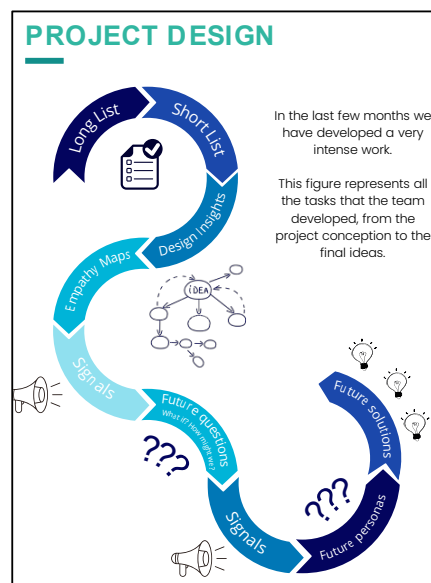 PROJECT DESIGN
Long List
Short List
In the last few months we
have developed a very
intense work.
This figure represents all
the tasks that the team
developed, from the
project conception to the
final ideas.
Design Insights
Empathy Maps
iDEA
Signals
Future questions
What if? How might we?
???
Signals
???
Future personas
Future solutions